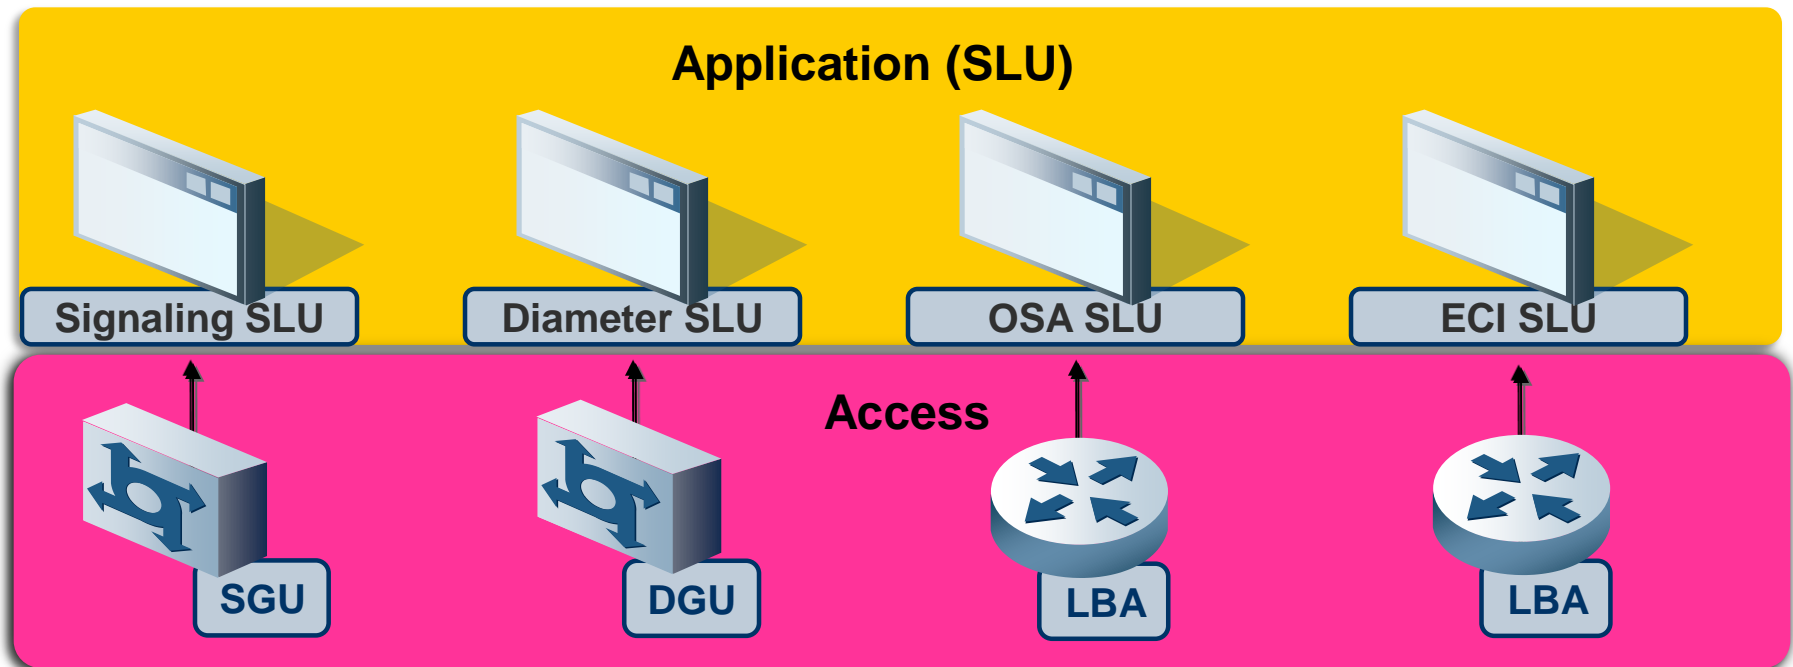 Application (SLU)
Signaling SLU
Diameter SLU
OSA SLU
ECI SLU
Access
SGU
DGU
LBA
LBA